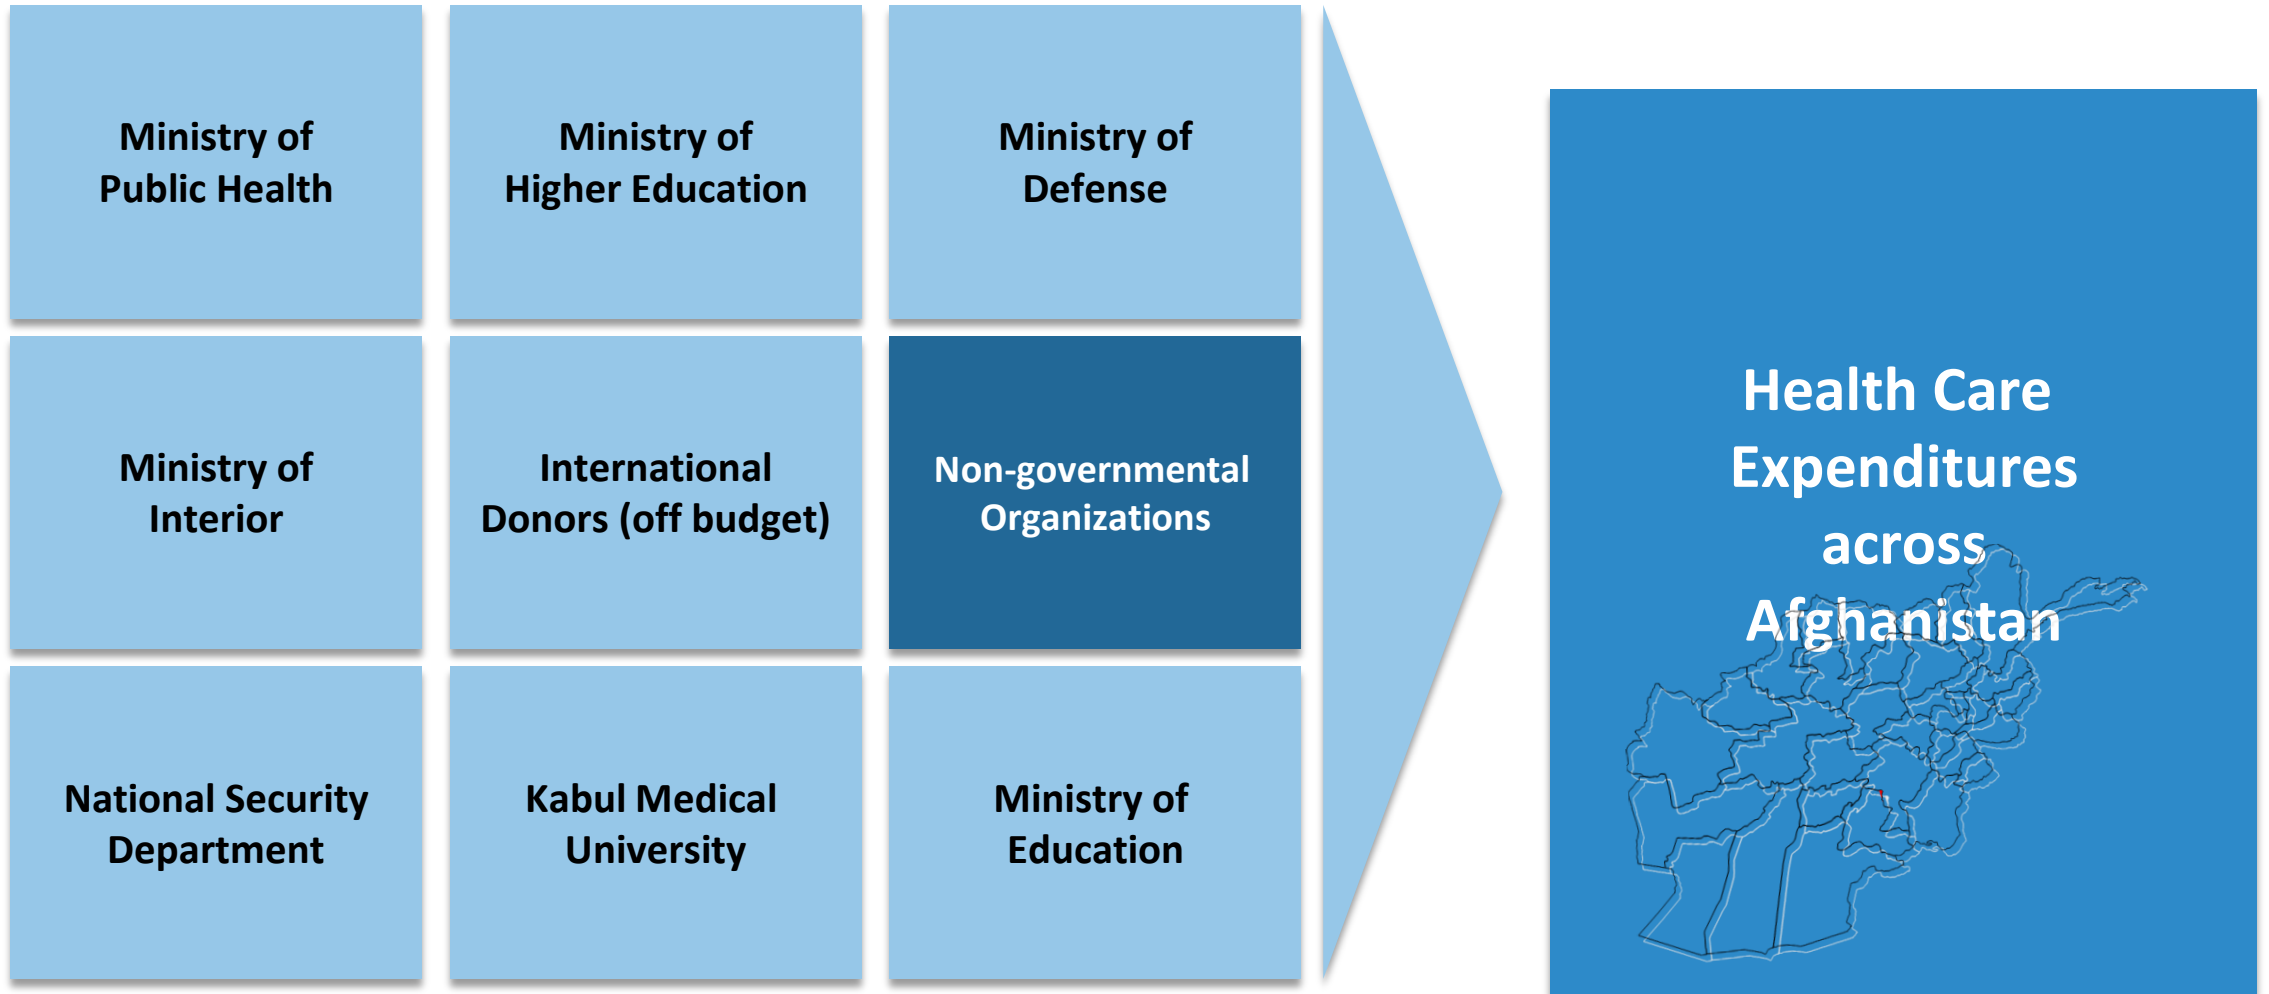 Ministry of
Public Health
Ministry of
Higher Education
Ministry of
Defense
Ministry of
Interior
International
Donors (off budget)
Non-governmental
Organizations
National Security
Department
Kabul Medical
University
Ministry of
Education
Health Care
Expenditures
across
Afghanistan